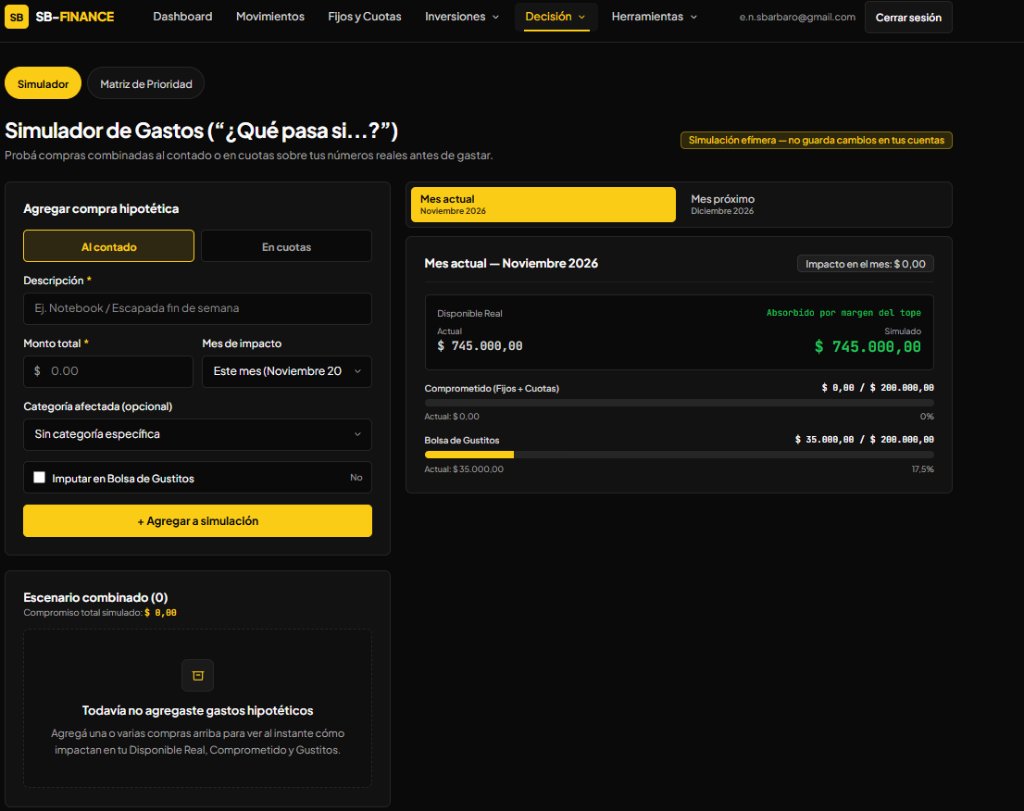 SB SB-FINANCE Dashboard Movimientos Fijos y Cuotas Inversiones Decisión Herramientas e.n.sbarbaro@gmail.com Cerrar sesión
Simulador Matriz de Prioridad
Simulador de Gastos (“¿Qué pasa si...?”)
Probá compras combinadas al contado o en cuotas sobre tus números reales antes de gastar.
Simulación efímera — no guarda cambios en tus cuentas
Agregar compra hipotética
Al contado En cuotas
Descripción *
Ej. Notebook / Escapada fin de semana
Monto total * Mes de impacto
$ 0.00 Este mes (Noviembre 20
Categoría afectada (opcional)
Sin categoría específica
Imputar en Bolsa de Gustitos No
+ Agregar a simulación
Escenario combinado (0)
Compromiso total simulado: $ 0,00
Todavía no agregaste gastos hipotéticos
Agregá una o varias compras arriba para ver al instante cómo
impactan en tu Disponible Real, Comprometido y Gustitos.
Mes actual Mes próximo
Noviembre 2026 Diciembre 2026
Mes actual — Noviembre 2026 Impacto en el mes: $ 0,00
Disponible Real Absorbido por margen del tope
Actual Simulado
$ 745.000,00 $ 745.000,00
Comprometido (Fijos + Cuotas) $ 0,00 / $ 200.000,00
Actual: $ 0,00 0%
Bolsa de Gustitos $ 35.000,00 / $ 200.000,00
Actual: $ 35.000,00 17,5%